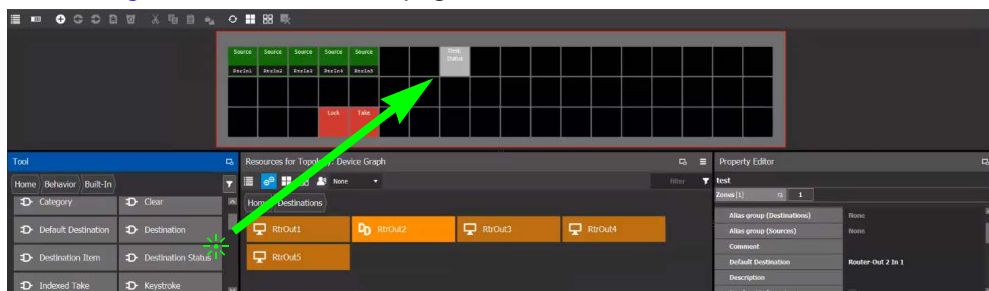 Source Source Source Source Source Dest. Status
RtrIn1 RtrIn2 RtrIn3 RtrIn4 RtrIn5
Lock Take
Tool
Home Behavior Built-In
Category Clear
Default Destination Destination
Destination Item Destination Status
Indexed Take Keystroke
Resources for Topology: Device Graph
None Filter
Home Destinations
RtrOut1 RtrOut2 RtrOut3 RtrOut4
RtrOut5
Property Editor
test
Zones [1] 1
Alias group (Destinations) None
Alias group (Sources) None
Comment
Default Destination Router-Out 2 In 1
Description